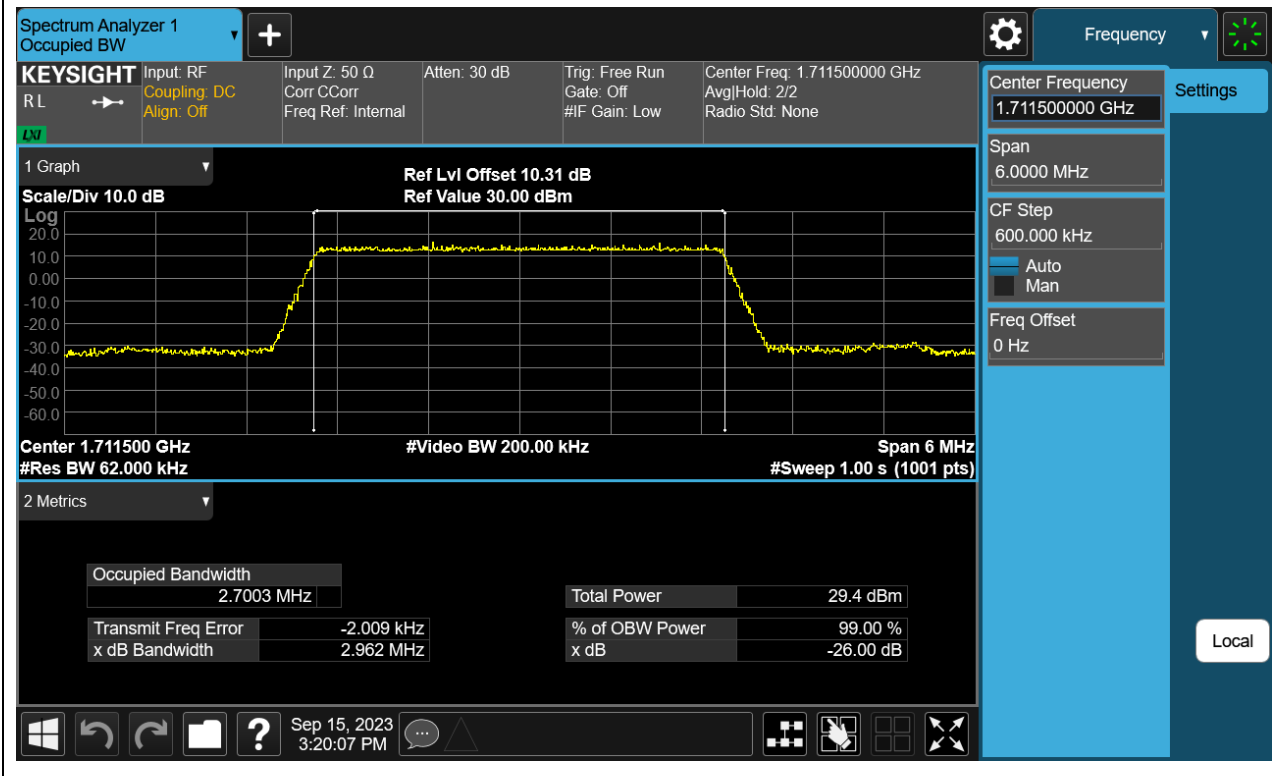 Spectrum Analyzer 1
Occupied BW
Frequency
KEYSIGHT
R L
LXI
Input: RF
Coupling: DC
Align: Off
Input Z: 50 Ω
Corr CCorr
Freq Ref: Internal
Atten: 30 dB
Trig: Free Run
Gate: Off
#IF Gain: Low
Center Freq: 1.711500000 GHz
Avg|Hold: 2/2
Radio Std: None
Center Frequency
1.711500000 GHz
Settings
Span
6.0000 MHz
CF Step
600.000 kHz
Auto
Man
Freq Offset
0 Hz
Local
1 Graph
Scale/Div 10.0 dB
Ref Lvl Offset 10.31 dB
Ref Value 30.00 dBm
Log
20.0
10.0
0.00
-10.0
-20.0
-30.0
-40.0
-50.0
-60.0
Center 1.711500 GHz
#Video BW 200.00 kHz
Span 6 MHz
#Res BW 62.000 kHz
#Sweep 1.00 s (1001 pts)
2 Metrics
Occupied Bandwidth
2.7003 MHz
Total Power 29.4 dBm
Transmit Freq Error -2.009 kHz
% of OBW Power 99.00 %
x dB Bandwidth 2.962 MHz
x dB -26.00 dB
?
Sep 15, 2023
3:20:07 PM